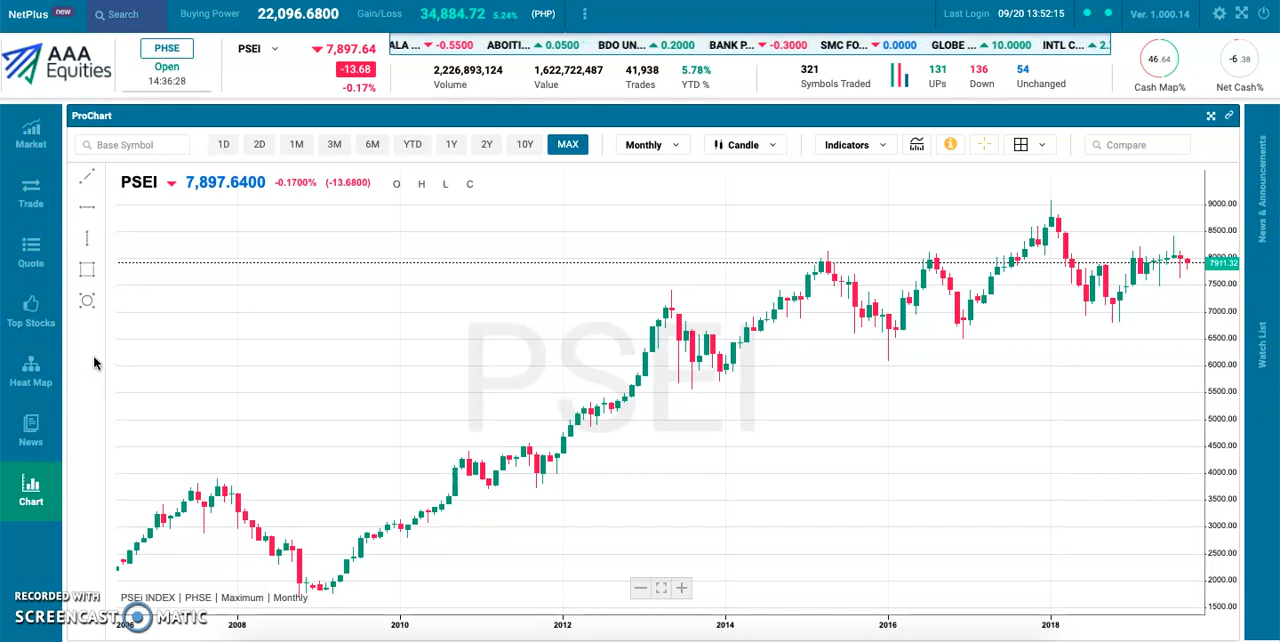 NetPlus new Search Buying Power 22,096.6800 Gain/Loss 34,884.72 5.24% (PHP) Last Login 09/20 13:52:15 Ver. 1.000.14
AAA Equities
PHSE
Open
14:36:28
PSEI 7,897.64
-13.68
-0.17%
ALA ... -0.5500 ABOITI... 0.0500 BDO UN... 0.2000 BANK P... -0.3000 SMC FO... 0.0000 GLOBE ... 10.0000 INTL C... 2.
2,226,893,124 1,622,722,487 41,938 5.78% 321 131 136 54
Volume Value Trades YTD % Symbols Traded UPs Down Unchanged
46.64 -6.38
Cash Map% Net Cash%
ProChart
Base Symbol 1D 2D 1M 3M 6M YTD 1Y 2Y 10Y MAX Monthly Candle Indicators Compare
PSEI 7,897.6400 -0.1700% (-13.6800) O H L C
Market
Trade
Quote
Top Stocks
Heat Map
News
Chart
News & Announcements
Watch List
PSEI
9000.00
8500.00
8000.00
7911.32
7500.00
7000.00
6500.00
6000.00
5500.00
5000.00
4500.00
4000.00
3500.00
3000.00
2500.00
2000.00
1500.00
PSEi INDEX | PHSE | Maximum | Monthly
2006 2008 2010 2012 2014 2016 2018
RECORDED WITH
SCREENCAST MATIC